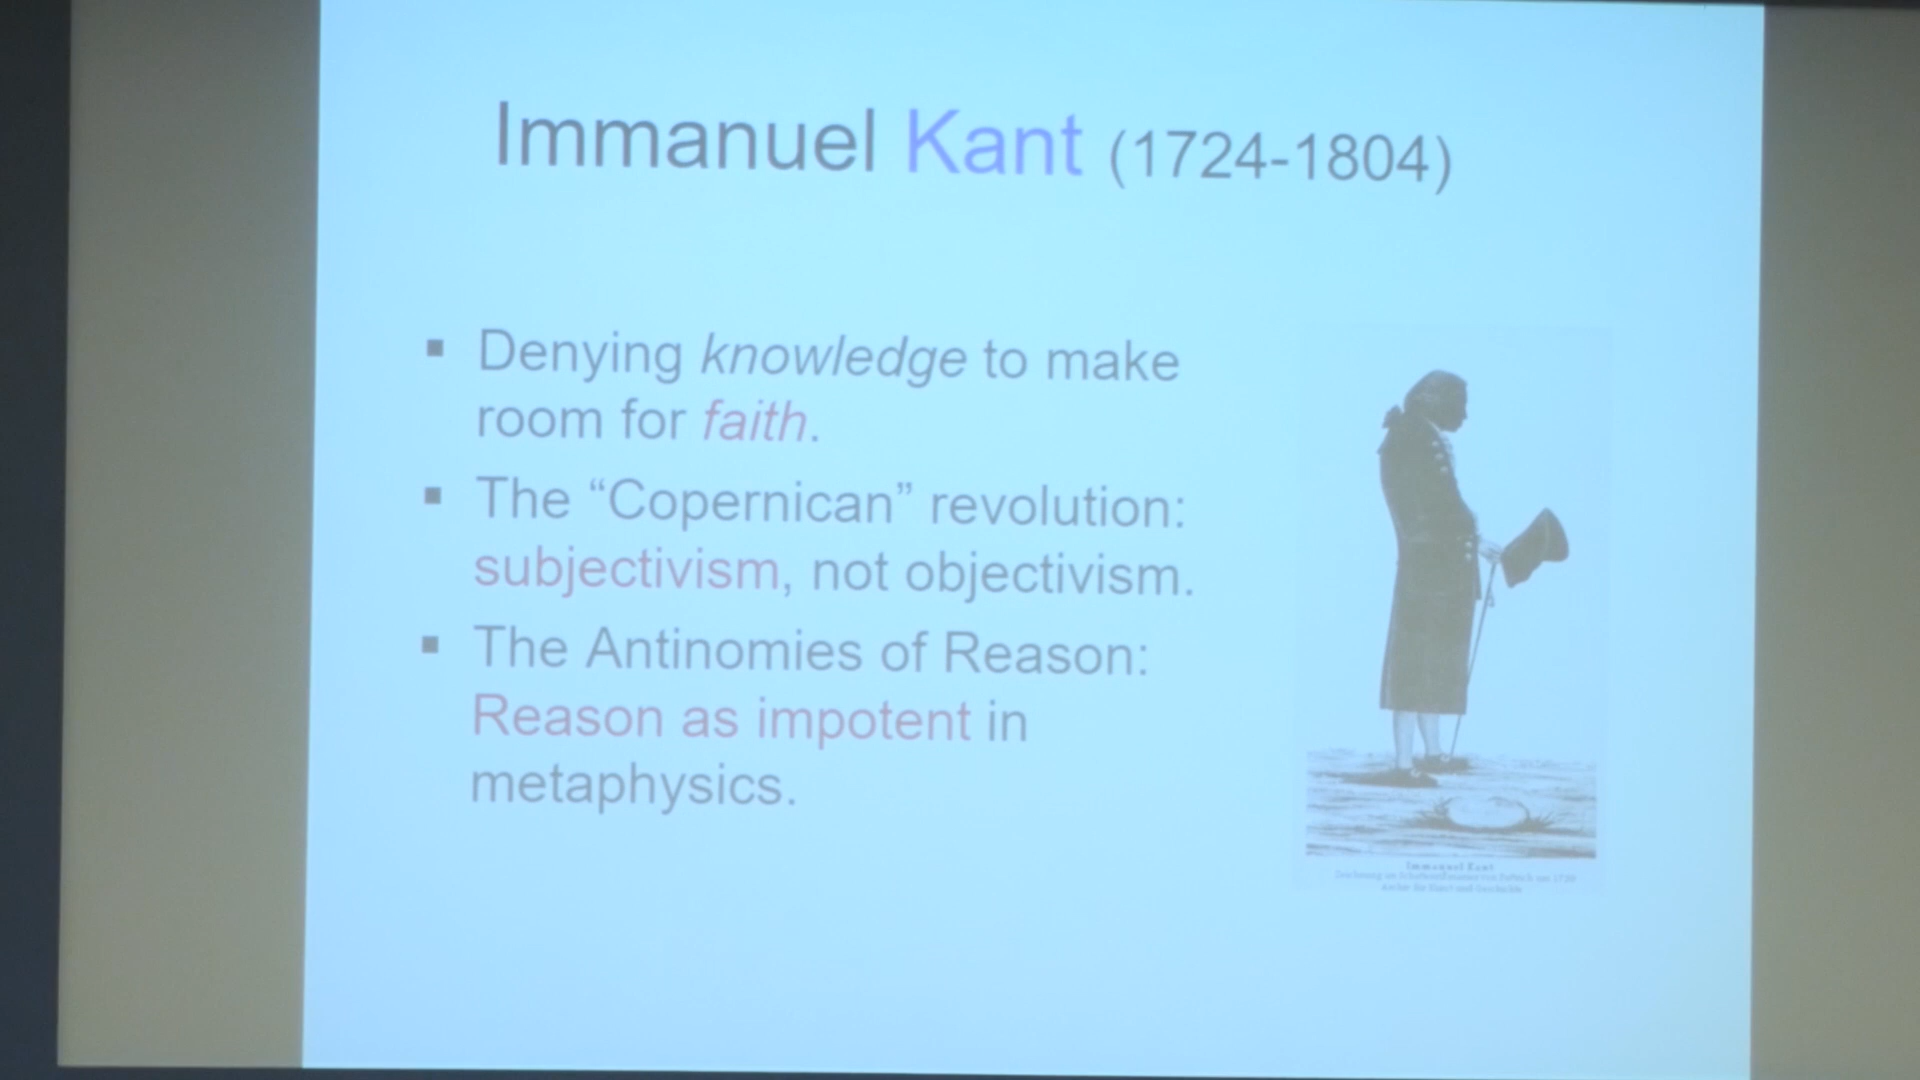 Immanuel Kant (1724-1804)
▪ Denying knowledge to make
room for faith.
▪ The “Copernican” revolution:
subjectivism, not objectivism.
▪ The Antinomies of Reason:
Reason as impotent in
metaphysics.
Immanuel Kant